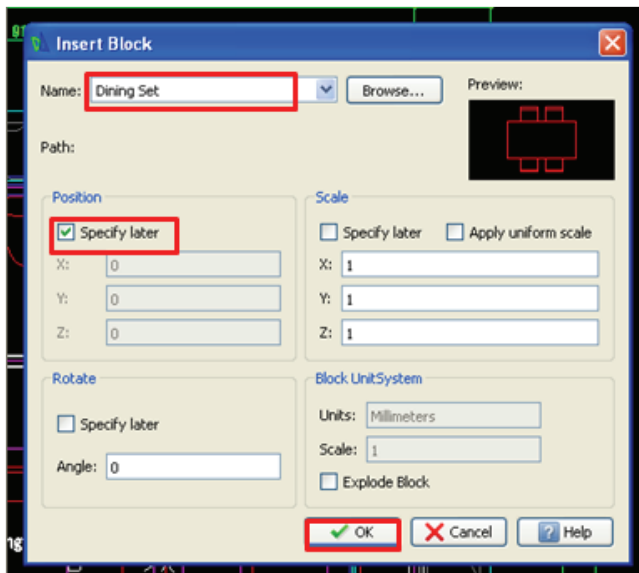 01
Insert Block
Name: Dining Set Browse... Preview:
Path:
Position
Specify later
X: 0
Y: 0
Z: 0
Scale
Specify later Apply uniform scale
X: 1
Y: 1
Z: 1
Rotate
Specify later
Angle: 0
Block UnitSystem
Units: Millimeters
Scale: 1
Explode Block
OK Cancel ? Help
ng